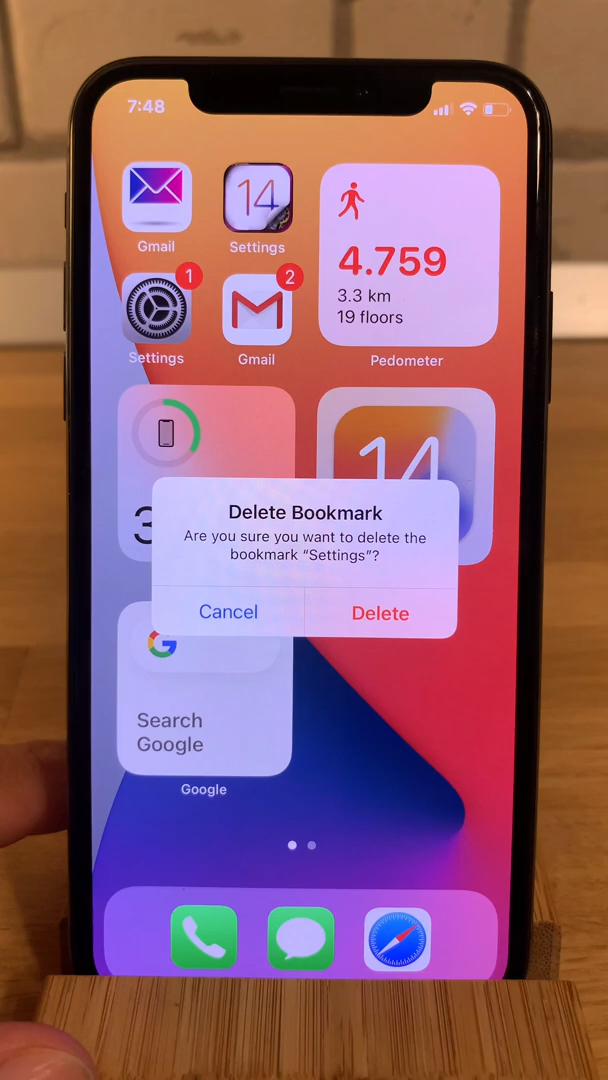 7:48
Gmail
14
Settings
1
Settings
2
Gmail
4.759
3.3 km
19 floors
Pedometer
14
3
Delete Bookmark
Are you sure you want to delete the
bookmark “Settings”?
Cancel
Delete
G
Search
Google
Google